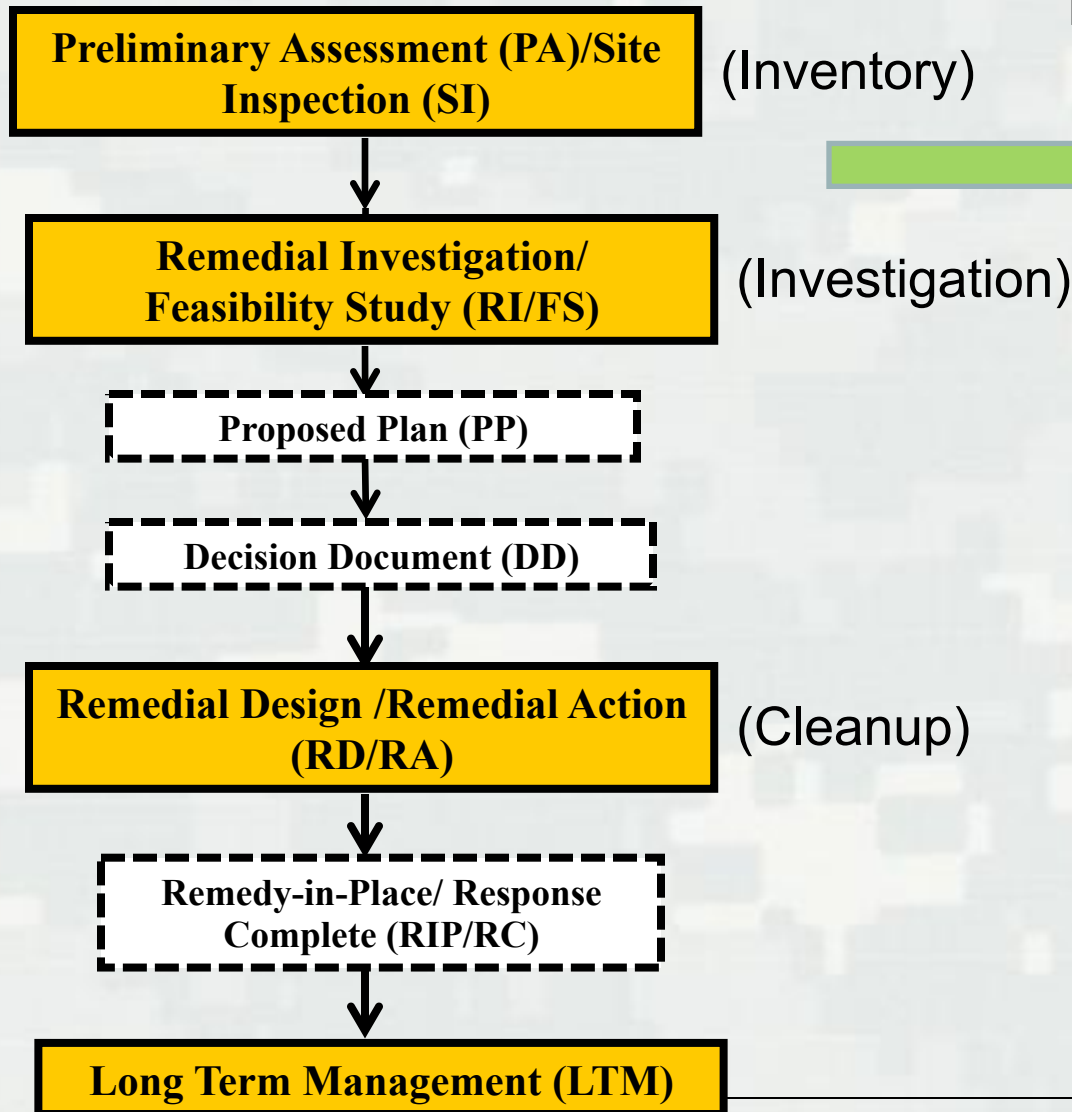 Preliminary Assessment (PA)/Site
Inspection (SI)
(Inventory)
Remedial Investigation/
Feasibility Study (RI/FS)
(Investigation)
Proposed Plan (PP)
Decision Document (DD)
Remedial Design /Remedial Action
(RD/RA)
(Cleanup)
Remedy-in-Place/ Response
Complete (RIP/RC)
Long Term Management (LTM)